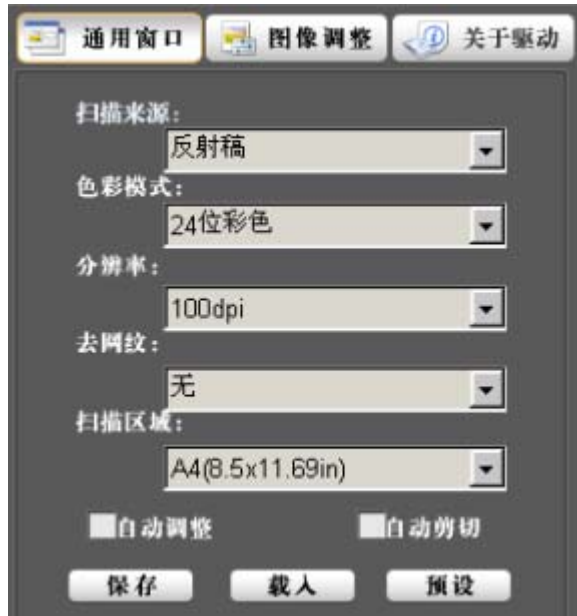 通用窗口 图像调整 关于驱动
扫描来源:
反射稿
色彩模式:
24位彩色
分辨率:
100dpi
去网纹:
无
扫描区域:
A4(8.5x11.69in)
自动调整 自动剪切
保存 载入 预设